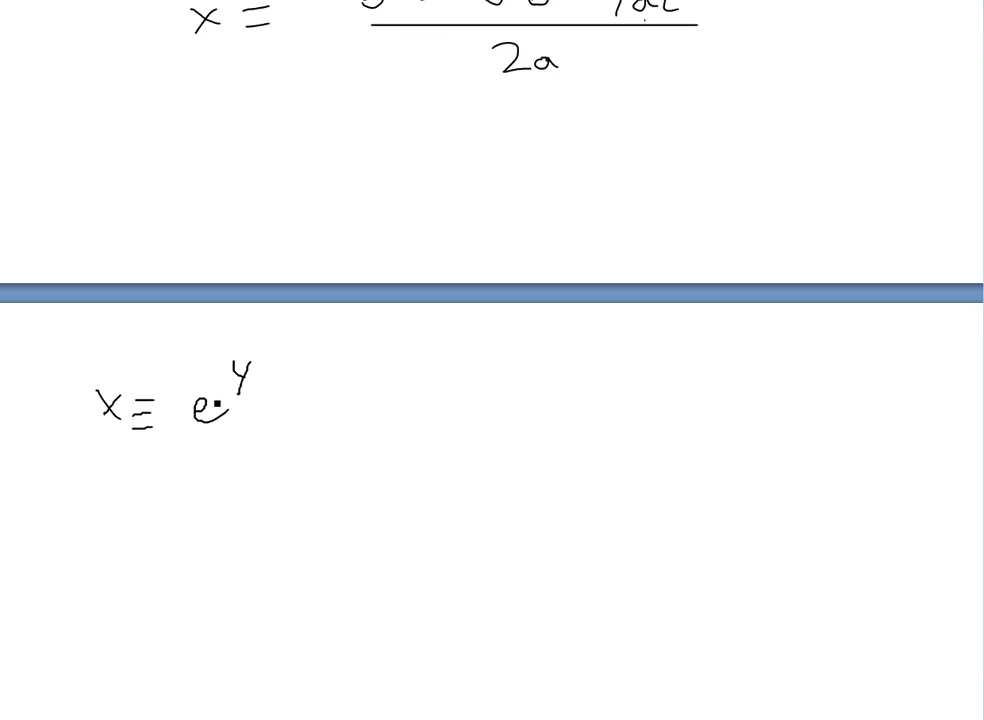 x =
2a
x ≡ e^y